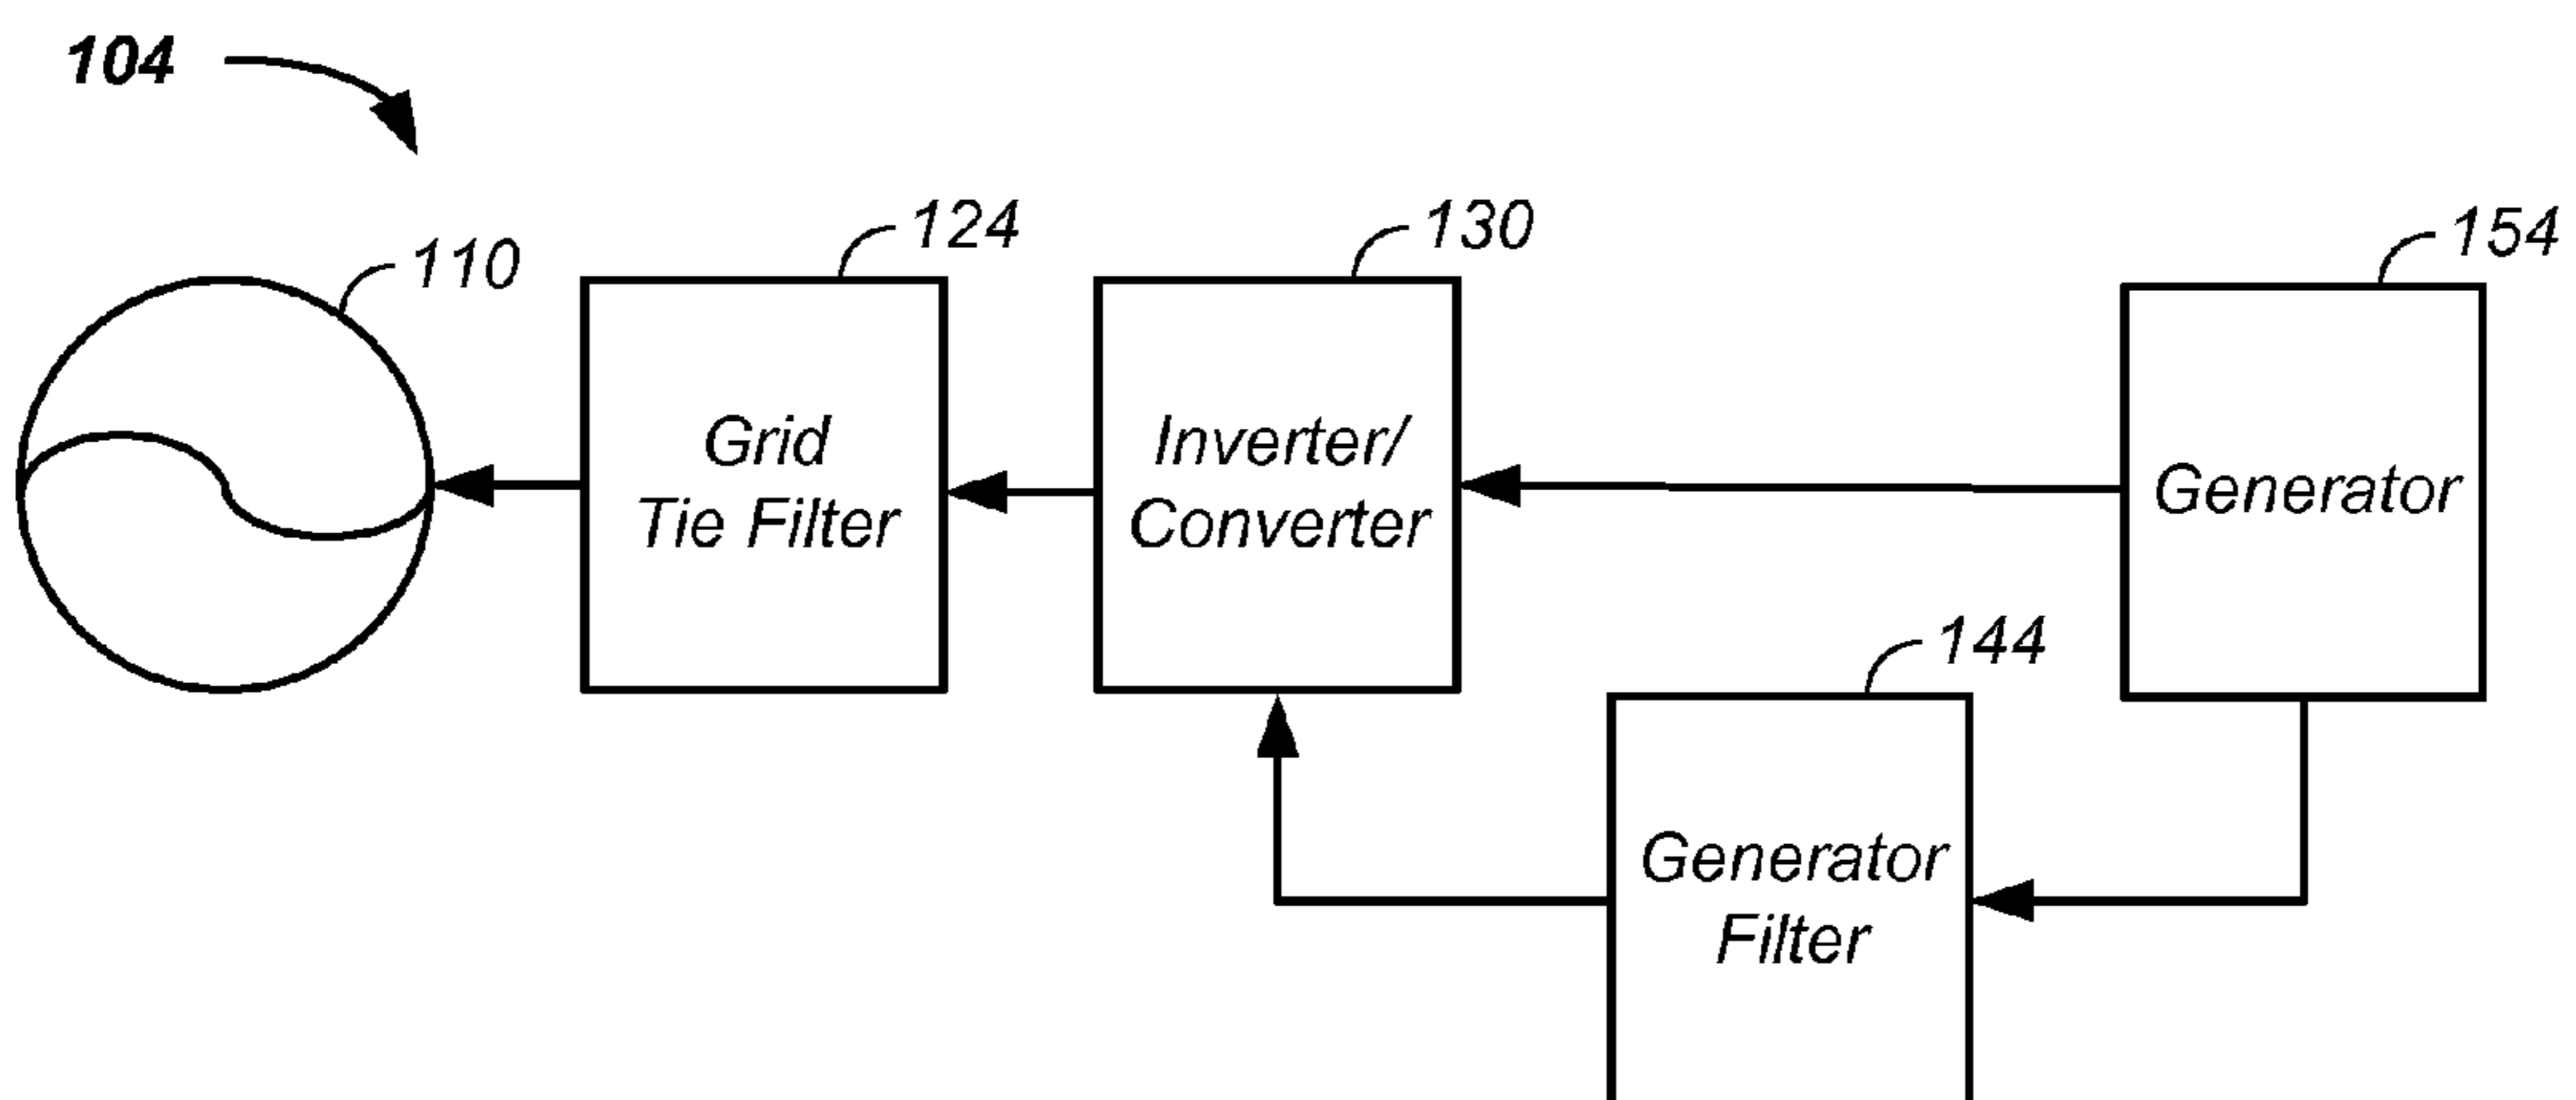 104
110
124
130
154
Grid
Tie Filter
Inverter/
Converter
Generator
144
Generator
Filter